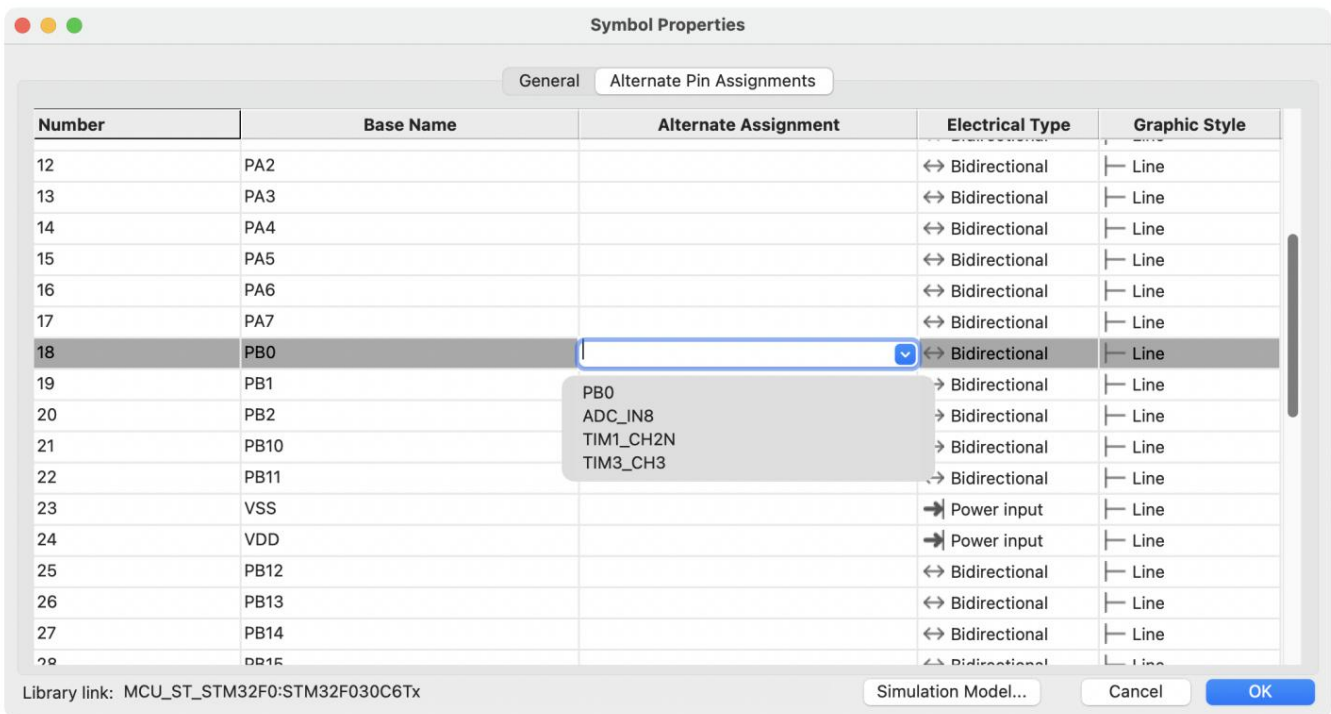 Symbol Properties
General Alternate Pin Assignments
Number Base Name Alternate Assignment Electrical Type Graphic Style
12 PA2 Bidirectional Line
13 PA3 Bidirectional Line
14 PA4 Bidirectional Line
15 PA5 Bidirectional Line
16 PA6 Bidirectional Line
17 PA7 Bidirectional Line
18 PB0 Bidirectional Line
19 PB1 Bidirectional Line
PB0
20 PB2 ADC_IN8 Bidirectional Line
21 PB10 TIM1_CH2N Bidirectional Line
22 PB11 TIM3_CH3 Bidirectional Line
23 VSS Power input Line
24 VDD Power input Line
25 PB12 Bidirectional Line
26 PB13 Bidirectional Line
27 PB14 Bidirectional Line
28 PB15 Bidirectional Line
Library link: MCU_ST_STM32F0:STM32F030C6Tx Simulation Model... Cancel OK